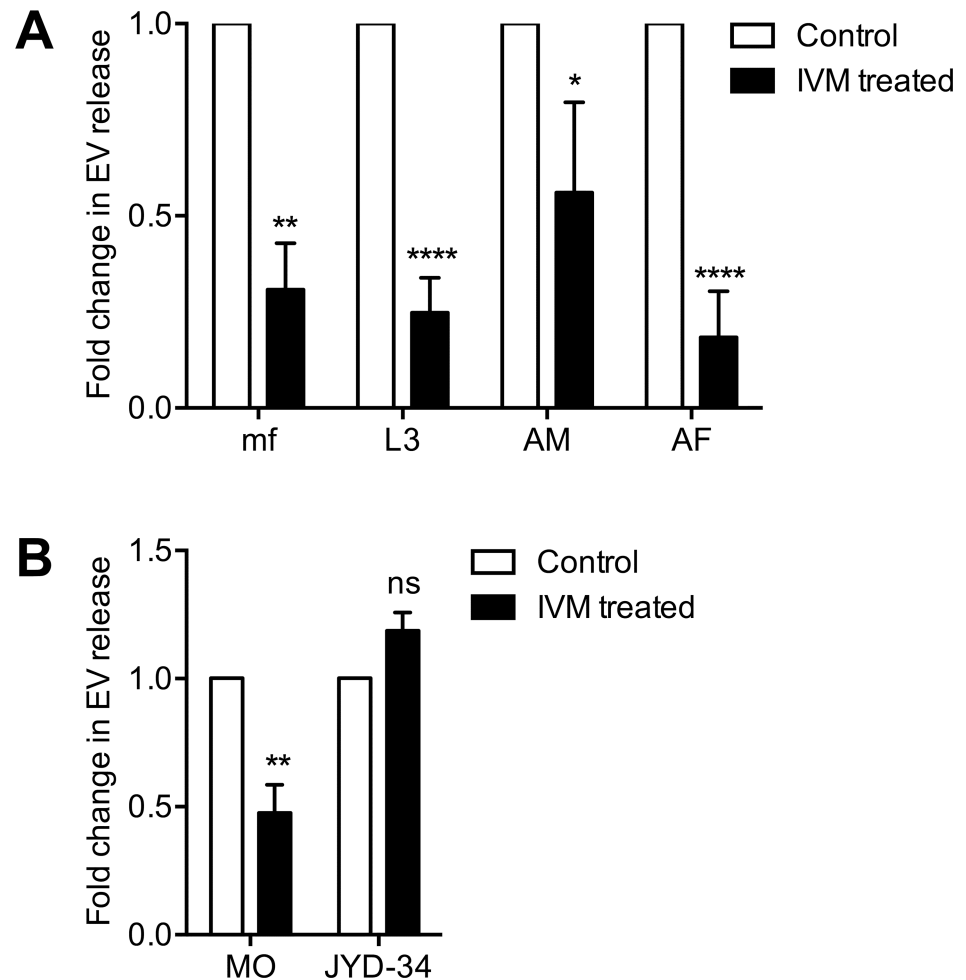 A
Fold change in EV release
1.0
0.5
0.0
**
****
*
****
mf L3 AM AF
Control
IVM treated
B
Fold change in EV release
1.5
1.0
0.5
0.0
**
ns
MO JYD-34
Control
IVM treated